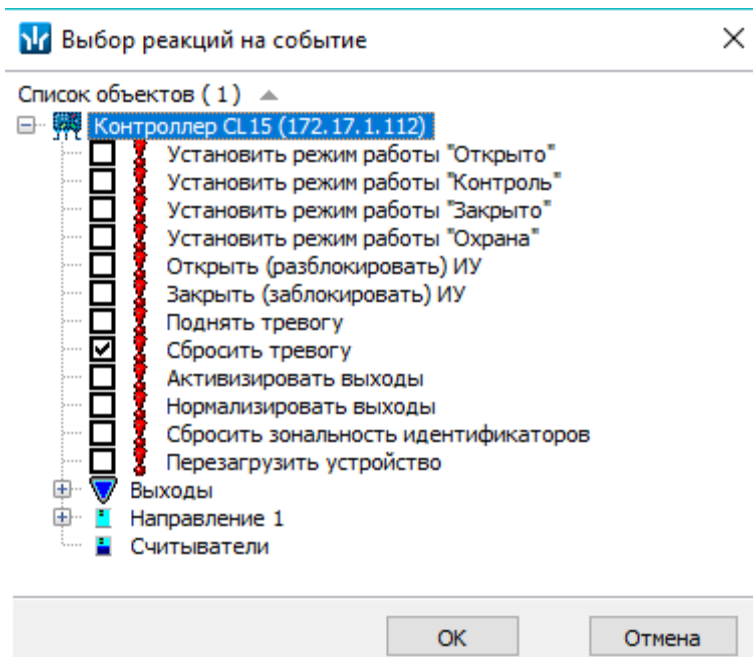 Выбор реакций на событие
Список объектов ( 1 )
Контроллер CL15 (172.17.1.112)
Установить режим работы "Открыто"
Установить режим работы "Контроль"
Установить режим работы "Закрыто"
Установить режим работы "Охрана"
Открыть (разблокировать) ИУ
Закрыть (заблокировать) ИУ
Поднять тревогу
Сбросить тревогу
Активизировать выходы
Нормализировать выходы
Сбросить зональность идентификаторов
Перезагрузить устройство
Выходы
Направление 1
Считыватели
ОК Отмена